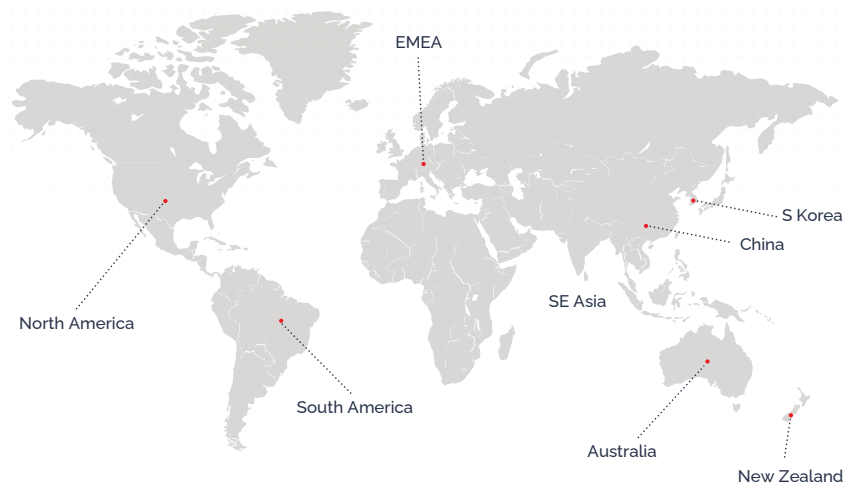 EMEA
S Korea
China
SE Asia
North America
South America
Australia
New Zealand